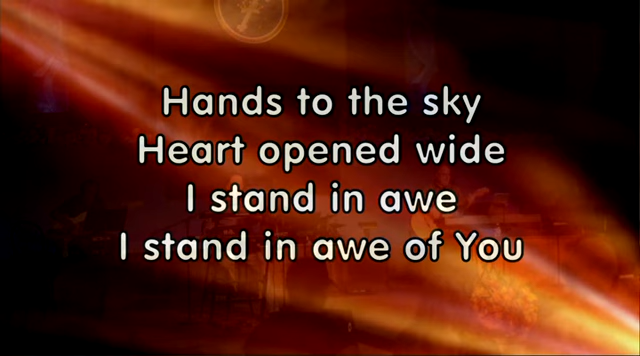 Hands to the sky
Heart opened wide
I stand in awe
I stand in awe of You